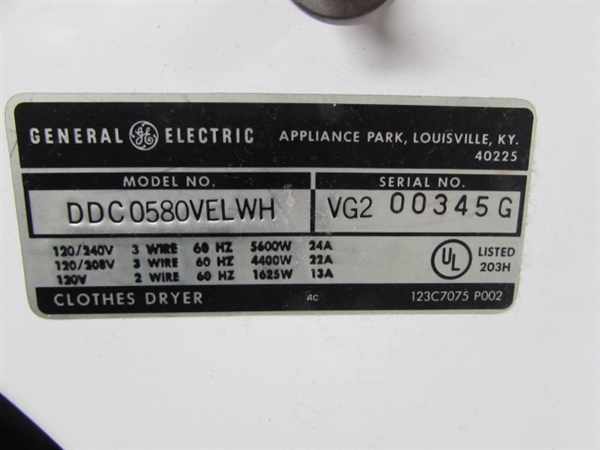 GENERAL GE ELECTRIC APPLIANCE PARK, LOUISVILLE, KY.
40225
MODEL NO. SERIAL NO.
DDC0580VELWH VG2 00345G
120/240V 3 WIRE 60 HZ 5600W 24A
120/208V 3 WIRE 60 HZ 4400W 22A
120V 2 WIRE 60 HZ 1625W 13A
UL LISTED
203H
CLOTHES DRYER AC 123C7075 P002